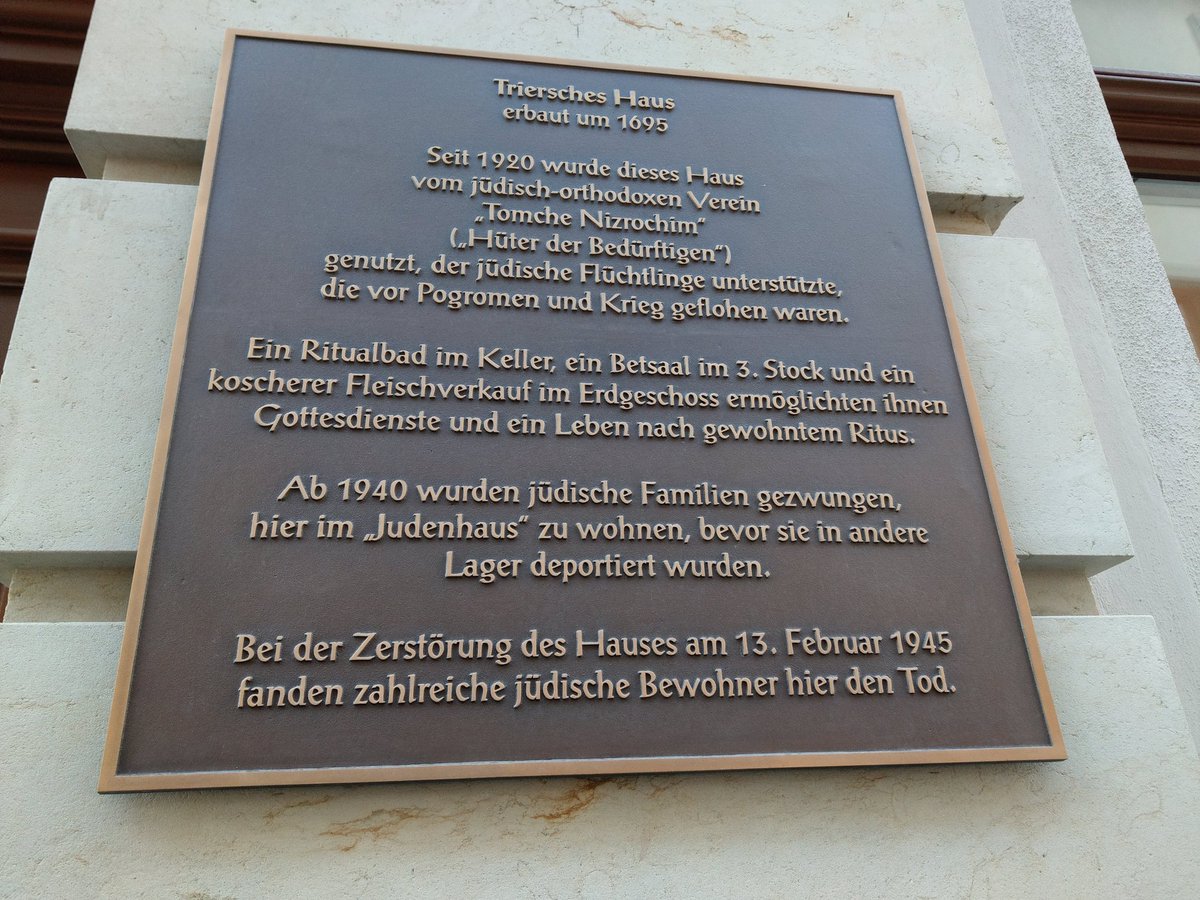 Triersches Haus
erbaut um 1695
Seit 1920 wurde dieses Haus
vom jüdisch-orthodoxen Verein
„Tomche Nizrochim“
(„Hüter der Bedürftigen“)
genutzt, der jüdische Flüchtlinge unterstützte,
die vor Pogromen und Krieg geflohen waren.
Ein Ritualbad im Keller, ein Betsaal im 3. Stock und ein
koscherer Fleischverkauf im Erdgeschoss ermöglichten ihnen
Gottesdienste und ein Leben nach gewohntem Ritus.
Ab 1940 wurden jüdische Familien gezwungen,
hier im „Judenhaus“ zu wohnen, bevor sie in andere
Lager deportiert wurden.
Bei der Zerstörung des Hauses am 13. Februar 1945
fanden zahlreiche jüdische Bewohner hier den Tod.